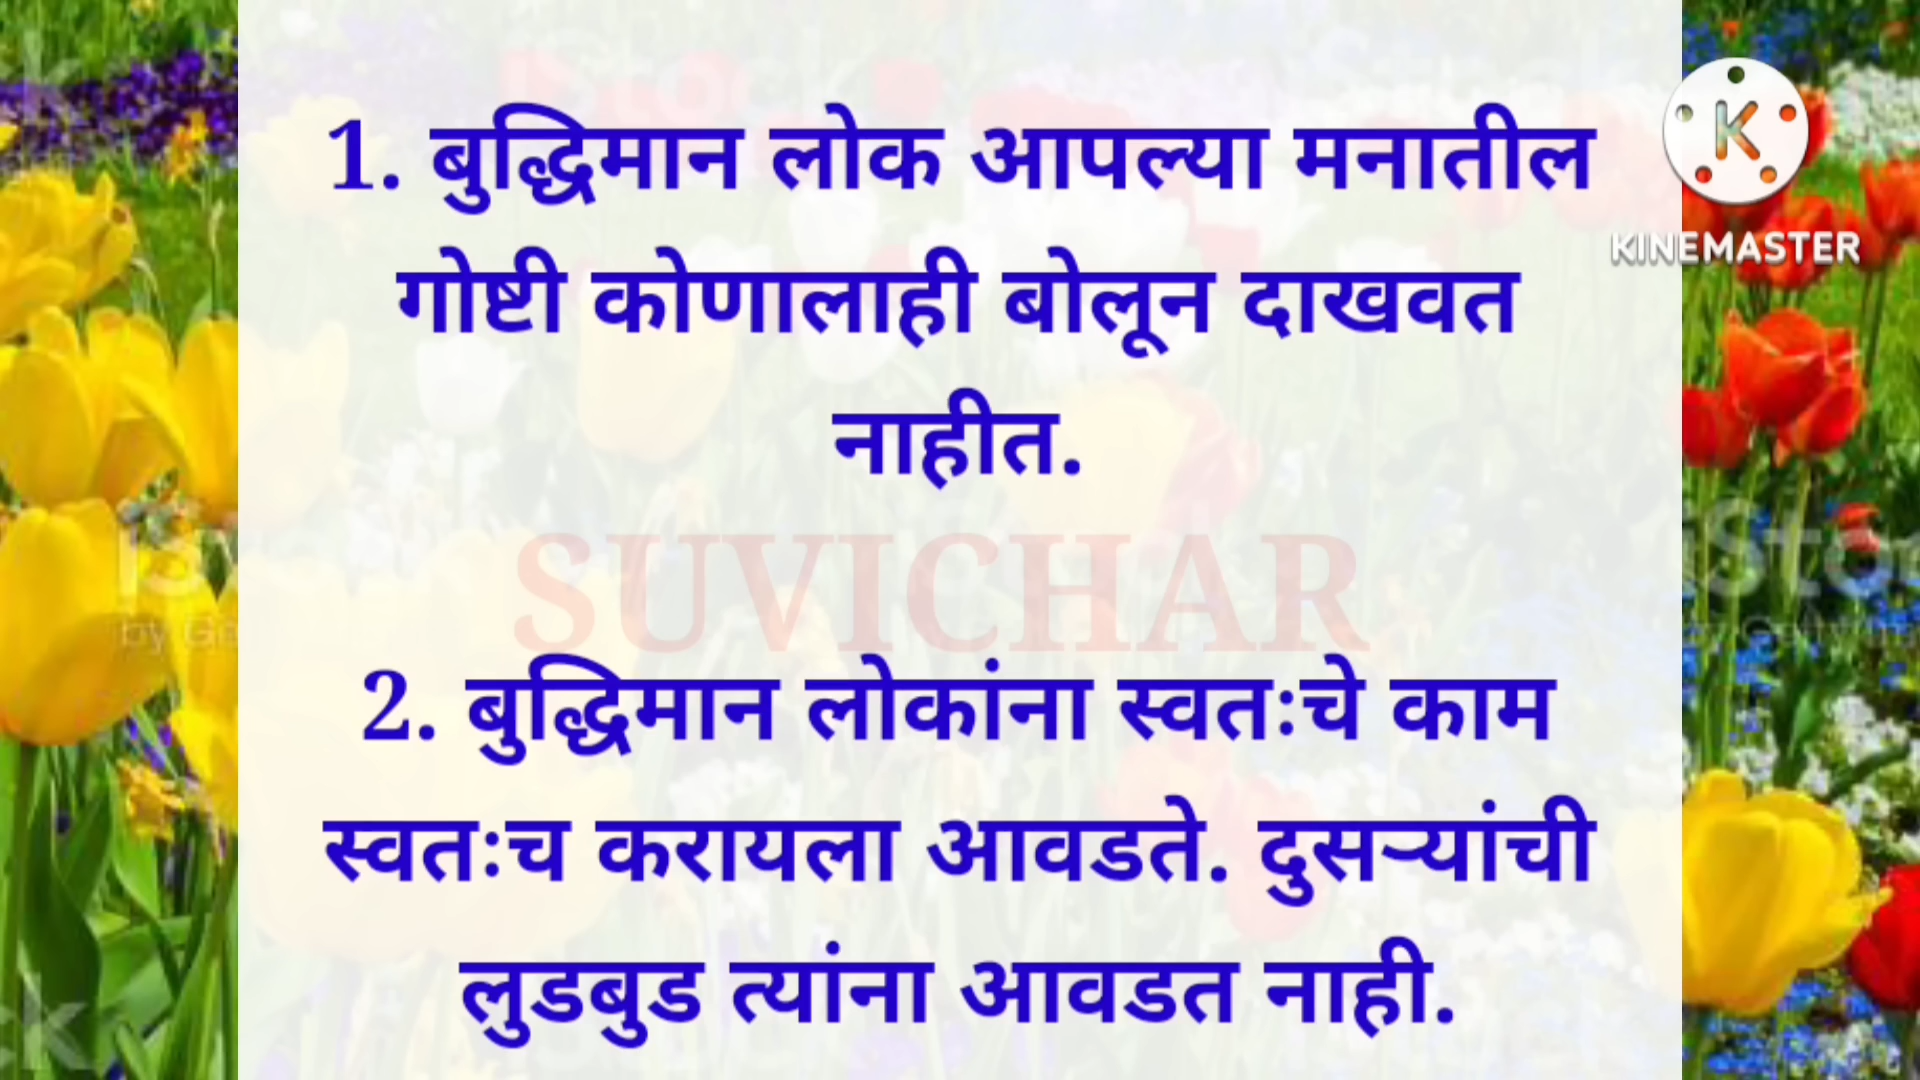 1. बुद्धिमान लोक आपल्या मनातील
गोष्टी कोणालाही बोलून दाखवत
नाहीत.
SUVICHAR
2. बुद्धिमान लोकांना स्वतःचे काम
स्वतःच करायला आवडते. दुसऱ्यांची
लुडबुड त्यांना आवडत नाही.
K
KINEMASTER